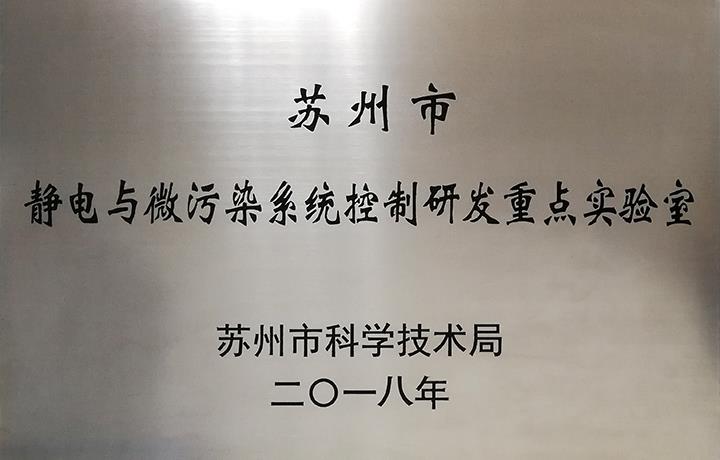 苏州市
静电与微污染系统控制研发重点实验室
苏州市科学技术局
二〇一八年